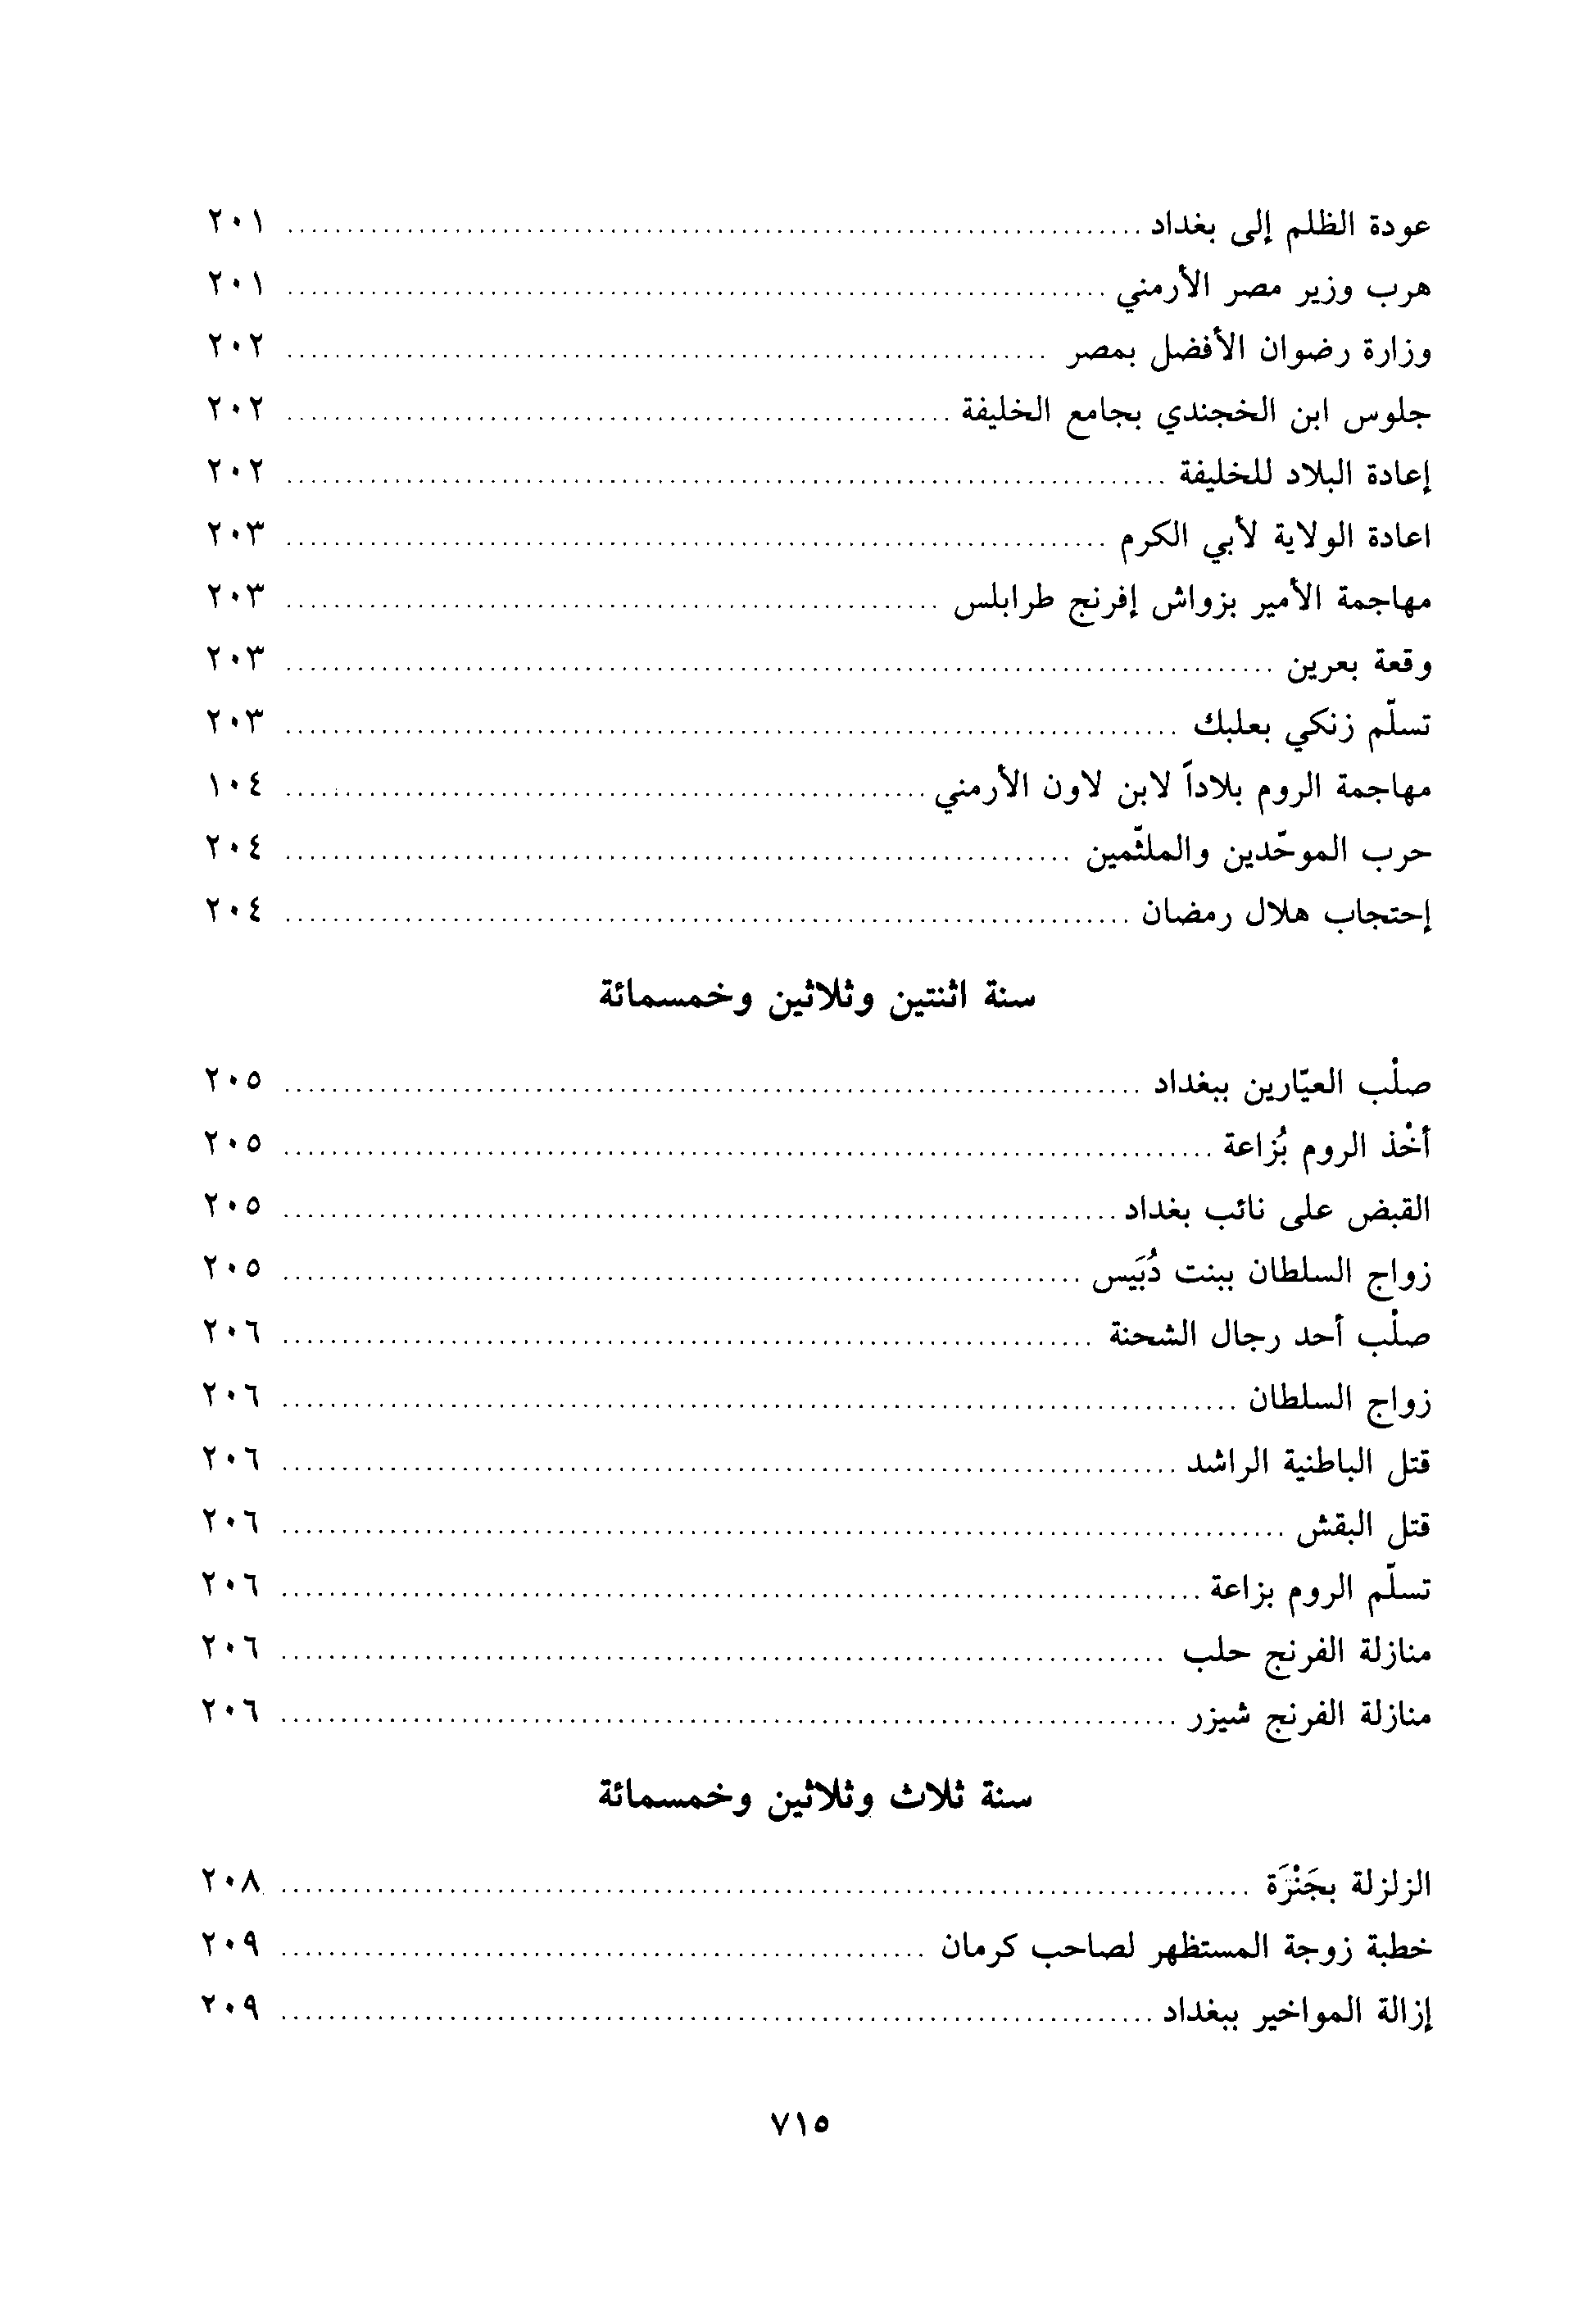 عودة الظلم إلى بغداد ........ ٢٠١
هرب وزير مصر الأرمني ........ ٢٠١
وزارة رضوان الأفضل بمصر ........ ٢٠٢
جلوس ابن الخجندي بجامع الخليفة ........ ٢٠٢
إعادة البلاد للخليفة ........ ٢٠٢
اعادة الولاية لأبي الكرم ........ ٢٠٣
مهاجمة الأمير بزواش إفرنج طرابلس ........ ٢٠٣
وقعة بعرين ........ ٢٠٣
تسلّم زنكي بعلبك ........ ٢٠٣
مهاجمة الروم بلاداً لابن لاون الأرمني ........ ١٠٤
حرب الموحّدين والملثّمين ........ ٢٠٤
إحتجاب هلال رمضان ........ ٢٠٤
سنة اثنتين وثلاثين وخمسمائة
صلْب العيّارين ببغداد ........ ٢٠٥
أخْذ الروم بُزاعة ........ ٢٠٥
القبض على نائب بغداد ........ ٢٠٥
زواج السلطان ببنت دُبَيس ........ ٢٠٥
صلْب أحد رجال الشحنة ........ ٢٠٦
زواج السلطان ........ ٢٠٦
قتل الباطنية الراشد ........ ٢٠٦
قتل البقش ........ ٢٠٦
تسلّم الروم بزاعة ........ ٢٠٦
منازلة الفرنج حلب ........ ٢٠٦
منازلة الفرنج شيزر ........ ٢٠٦
سنة ثلاث وثلاثين وخمسمائة
الزلزلة بجَنْزَة ........ ٢٠٨
خطبة زوجة المستظهر لصاحب كرمان ........ ٢٠٩
إزالة المواخير ببغداد ........ ٢٠٩
٧١٥